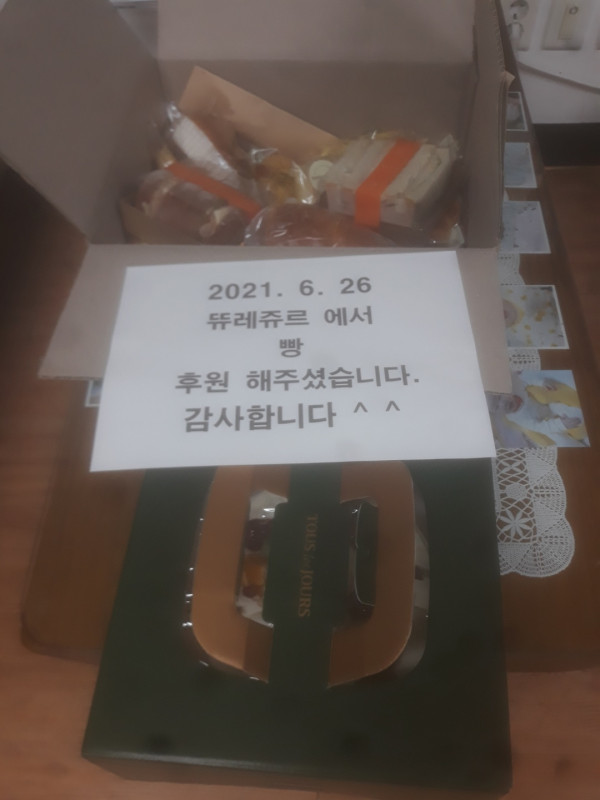 2021. 6. 26
뜌레쥬르 에서
빵
후원 해주셨습니다.
감사합니다 ^ ^
TOUS les JOURS